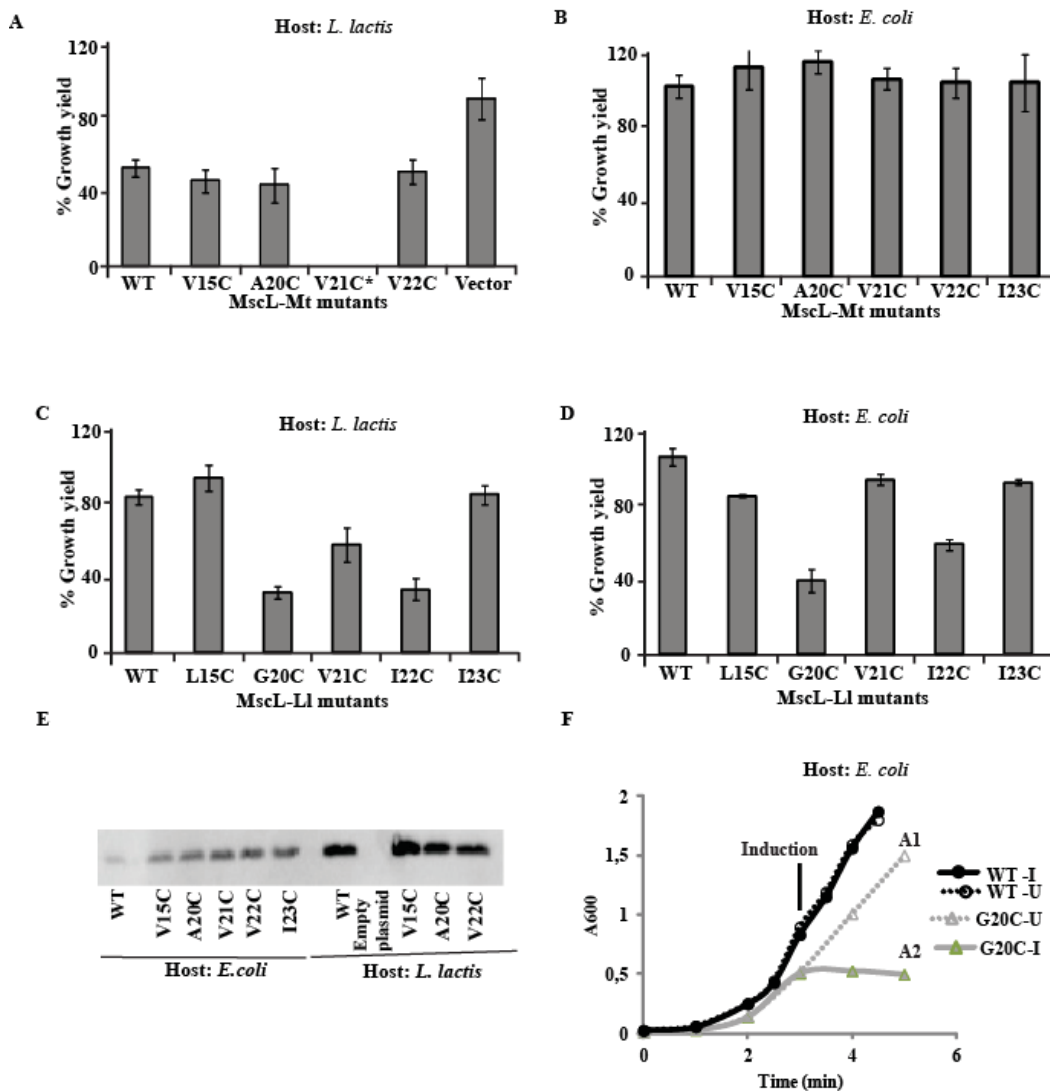 A
Host: L. lactis
120
80
40
0
% Growth yield
WT V15C A20C V21C* V22C Vector
MscL-Mt mutants
B
Host: E. coli
120
80
40
0
% Growth yield
WT V15C A20C V21C V22C I23C
MscL-Mt mutants
C
Host: L. lactis
120
80
40
0
% Growth yield
WT L15C G20C V21C I22C I23C
MscL-Ll mutants
D
Host: E. coli
120
80
40
0
% Growth yield
WT L15C G20C V21C I22C I23C
MscL-Ll mutants
E
WT
V15C
A20C
V21C
V22C
I23C
WT
Empty
plasmid
V15C
A20C
V22C
Host: E.coli
Host: L. lactis
F
Host: E. coli
2
1,5
1
0,5
0
A600
Induction
A1
A2
WT -I
WT -U
G20C-U
G20C-I
0 2 4 6
Time (min)